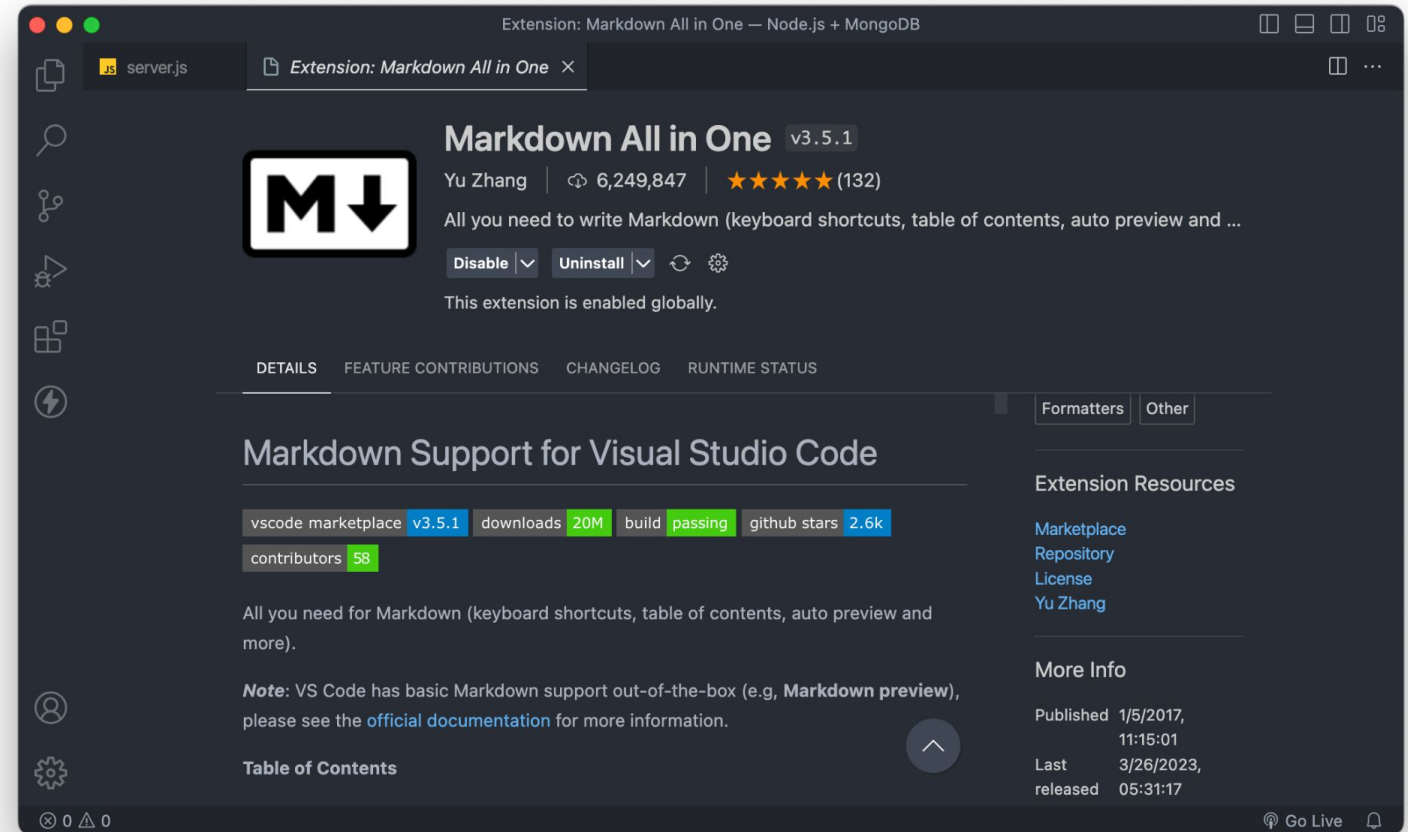 Extension: Markdown All in One — Node.js + MongoDB
JS server.js
Extension: Markdown All in One
Markdown All in One v3.5.1
M
Yu Zhang 6,249,847 ★★★★★(132)
All you need to write Markdown (keyboard shortcuts, table of contents, auto preview and ...
Disable Uninstall
This extension is enabled globally.
DETAILS FEATURE CONTRIBUTIONS CHANGELOG RUNTIME STATUS
Markdown Support for Visual Studio Code
vscode marketplace v3.5.1 downloads 20M build passing github stars 2.6k
contributors 58
All you need for Markdown (keyboard shortcuts, table of contents, auto preview and
more).
Note: VS Code has basic Markdown support out-of-the-box (e.g, Markdown preview),
please see the official documentation for more information.
Table of Contents
Formatters Other
Extension Resources
Marketplace
Repository
License
Yu Zhang
More Info
Published 1/5/2017,
11:15:01
Last 3/26/2023,
released 05:31:17
0 0
Go Live